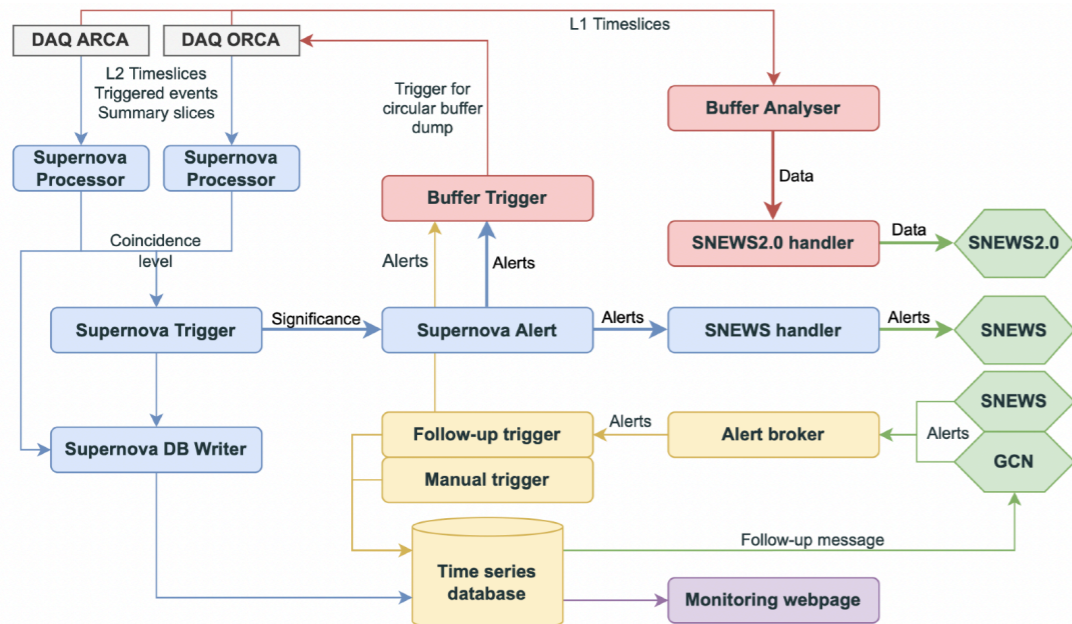 L1 Timeslices
DAQ ARCA
DAQ ORCA
L2 Timeslices
Triggered events
Summary slices
Trigger for
circular buffer
dump
Buffer Analyser
Supernova
Processor
Supernova
Processor
Data
Buffer Trigger
SNEWS2.0 handler
Data
SNEWS2.0
Coincidence
level
Alerts
Alerts
Supernova Trigger
Significance
Supernova Alert
Alerts
SNEWS handler
Alerts
SNEWS
SNEWS
Supernova DB Writer
Follow-up trigger
Alerts
Alert broker
Alerts
GCN
Manual trigger
Follow-up message
Time series
database
Monitoring webpage